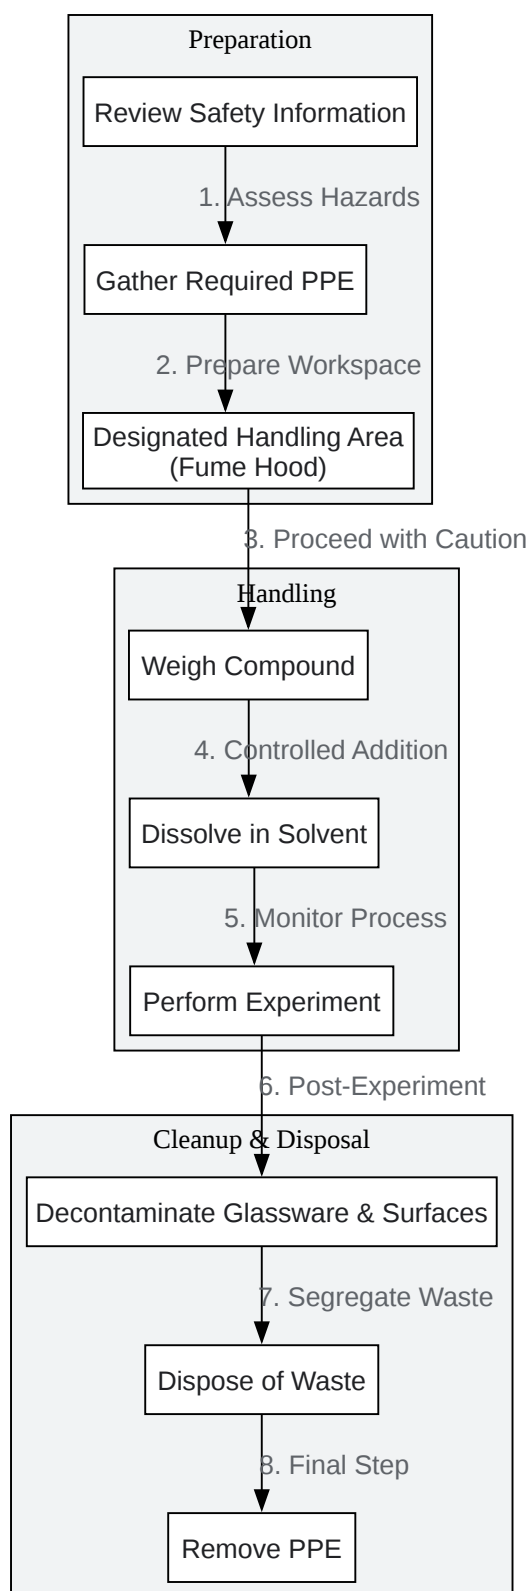 Preparation
Review Safety Information
1. Assess Hazards
Gather Required PPE
2. Prepare Workspace
Designated Handling Area
(Fume Hood)
3. Proceed with Caution
Handling
Weigh Compound
4. Controlled Addition
Dissolve in Solvent
5. Monitor Process
Perform Experiment
6. Post-Experiment
Cleanup & Disposal
Decontaminate Glassware & Surfaces
7. Segregate Waste
Dispose of Waste
8. Final Step
Remove PPE